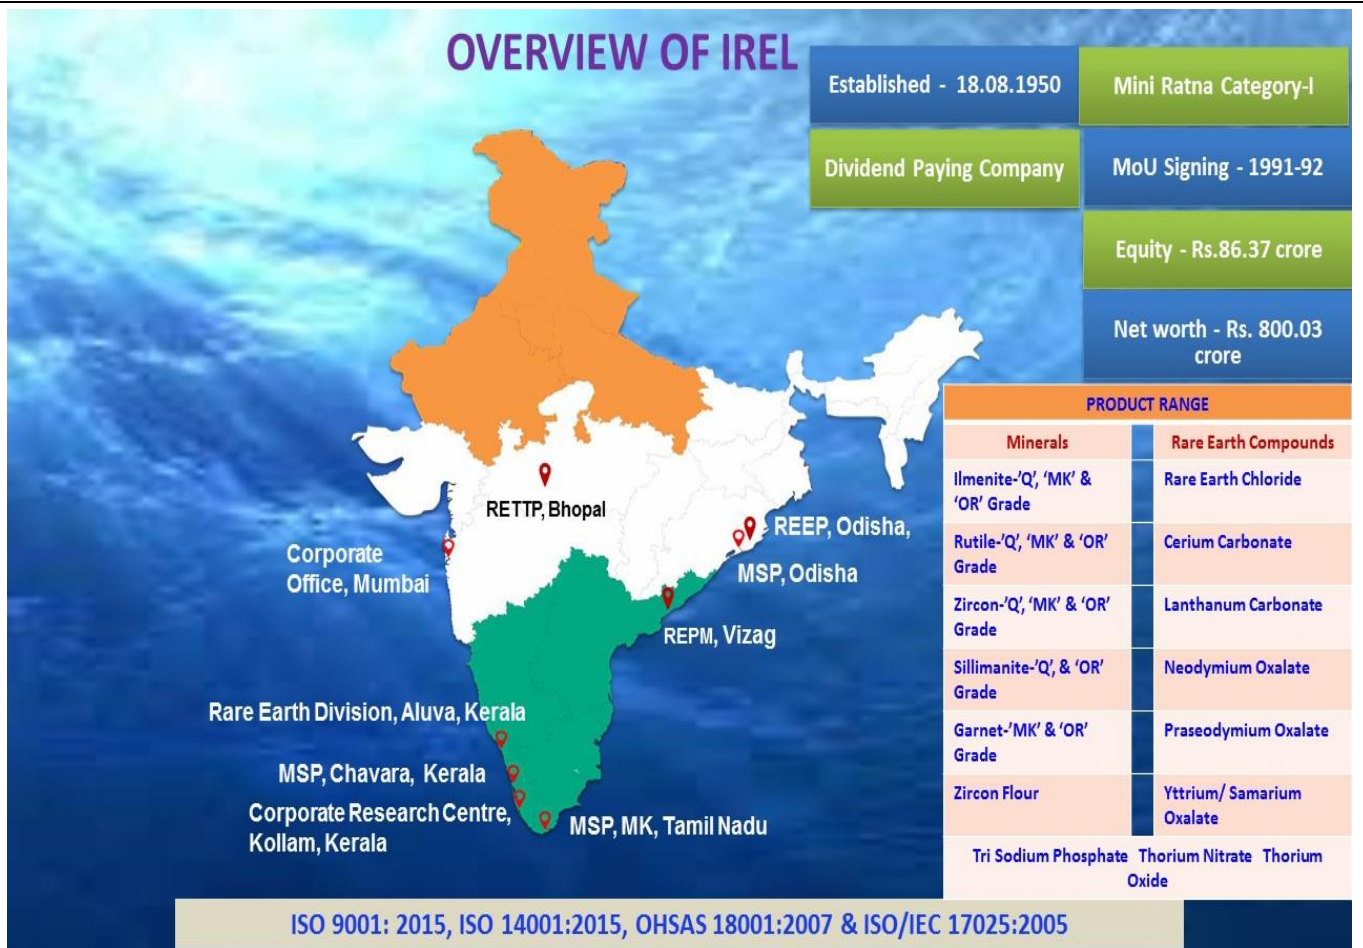 OVERVIEW OF IREL
Established - 18.08.1950
Mini Ratna Category-I
Dividend Paying Company
MoU Signing - 1991-92
Equity - Rs.86.37 crore
Net worth - Rs. 800.03
crore
RETTP, Bhopal
Corporate
Office, Mumbai
REEP, Odisha,
MSP, Odisha
REPM, Vizag
Rare Earth Division, Aluva, Kerala
MSP, Chavara, Kerala
Corporate Research Centre,
Kollam, Kerala
MSP, MK, Tamil Nadu
PRODUCT RANGE
Minerals
Rare Earth Compounds
Ilmenite-'Q', 'MK' &
'OR' Grade
Rare Earth Chloride
Rutile-'Q', 'MK' & 'OR'
Grade
Cerium Carbonate
Zircon-'Q', 'MK' & 'OR'
Grade
Lanthanum Carbonate
Sillimanite-'Q', & 'OR'
Grade
Neodymium Oxalate
Garnet-'MK' & 'OR'
Grade
Praseodymium Oxalate
Zircon Flour
Yttrium/ Samarium
Oxalate
Tri Sodium Phosphate Thorium Nitrate Thorium
Oxide
ISO 9001: 2015, ISO 14001:2015, OHSAS 18001:2007 & ISO/IEC 17025:2005